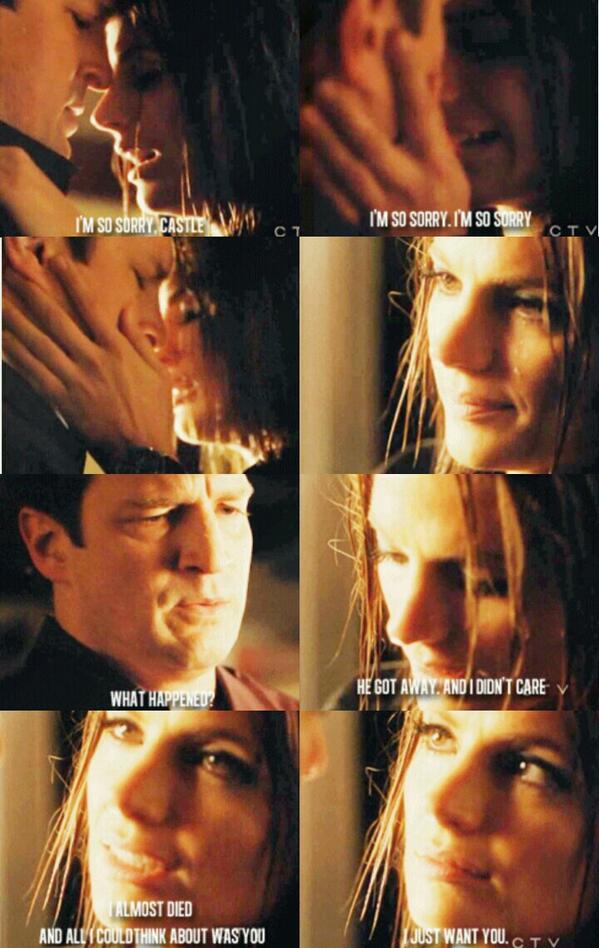 I'M SO SORRY, CASTLE
CT
I'M SO SORRY. I'M SO SORRY
CTV
WHAT HAPPENED?
HE GOT AWAY. AND I DIDN'T CARE
V
I ALMOST DIED
AND ALL I COULD THINK ABOUT WAS YOU
I JUST WANT YOU.
CTV